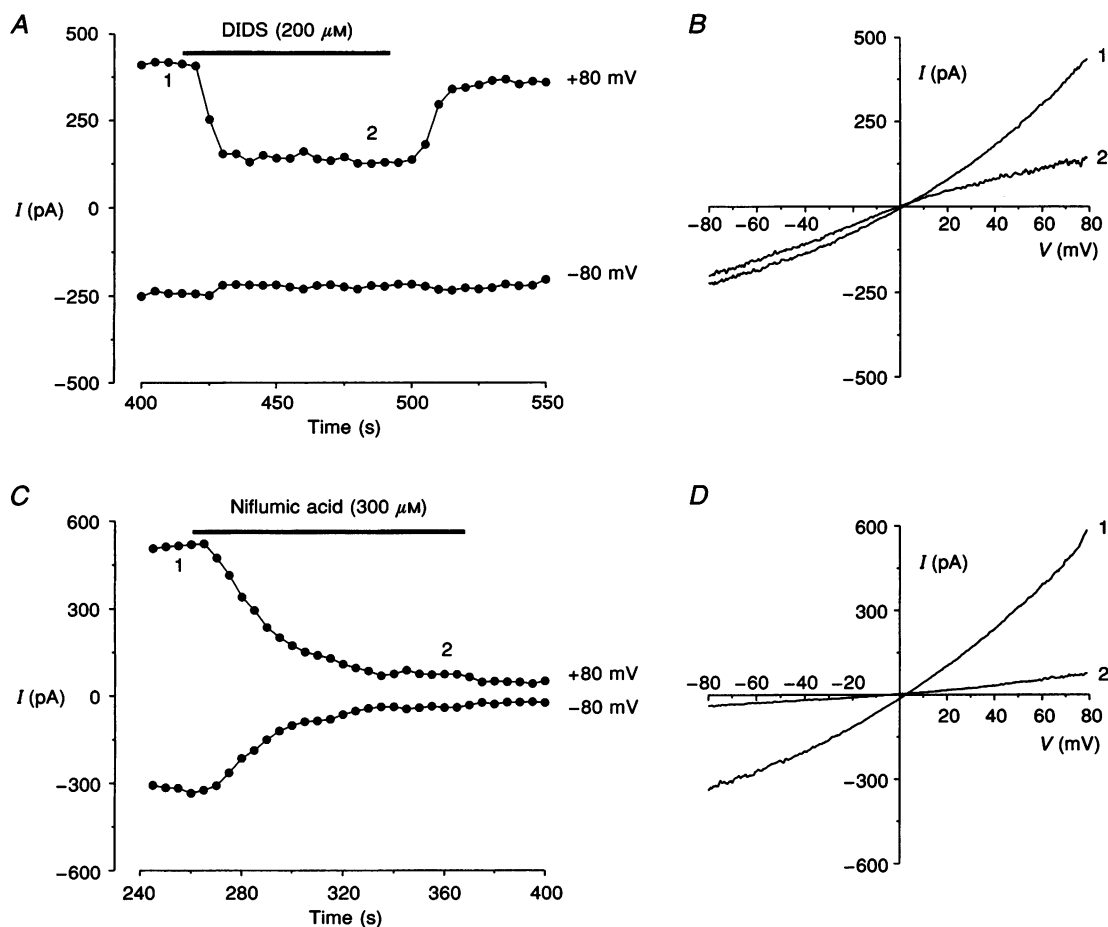 A
DIDS (200 μM)
500
250
I (pA) 0
−250
−500
1
2
+80 mV
−80 mV
400 450 500 550
Time (s)
B
500
I (pA)
250
−250
−500
1
2
−80 −60 −40
20 40 60 80
V (mV)
C
Niflumic acid (300 μM)
600
300
I (pA) 0
−300
−600
1
2
+80 mV
−80 mV
240 280 320 360 400
Time (s)
D
600
I (pA)
300
−300
−600
1
2
−80 −60 −40 −20
20 40 60 80
V (mV)